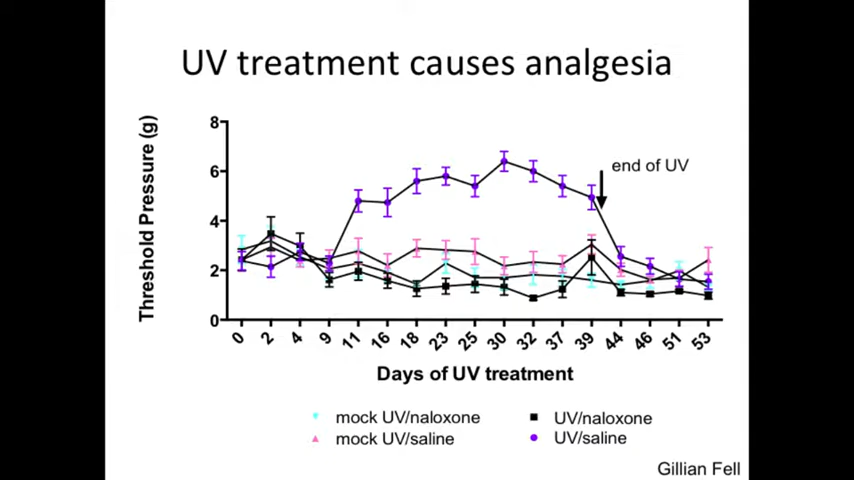 UV treatment causes analgesia
Threshold Pressure (g)
8
6
4
2
0
end of UV
0 2 4 9 11 16 18 23 25 30 32 37 39 44 46 51 53
Days of UV treatment
mock UV/naloxone UV/naloxone
mock UV/saline UV/saline
Gillian Fell